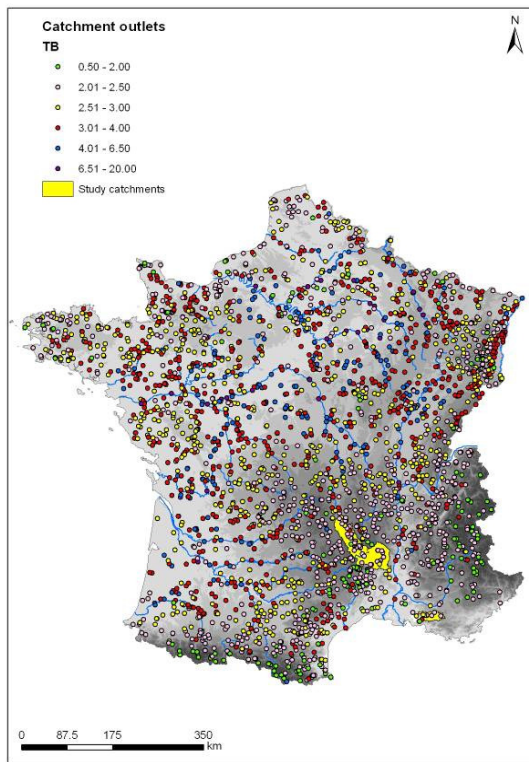 Catchment outlets
N
TB
0.50 - 2.00
2.01 - 2.50
2.51 - 3.00
3.01 - 4.00
4.01 - 6.50
6.51 - 20.00
Study catchments
0 87.5 175 350
km